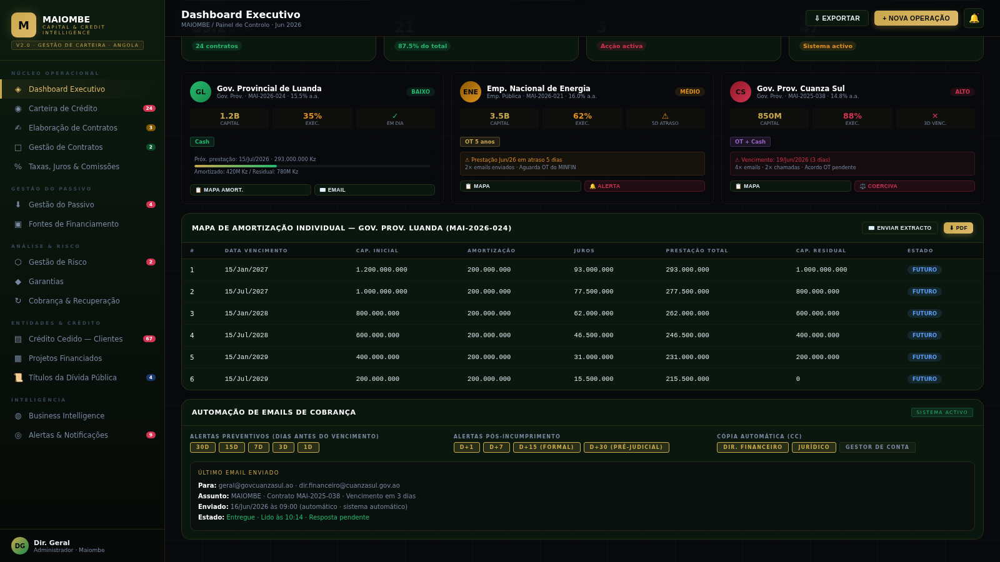 M
MAIOMBE
CAPITAL & CREDIT
INTELLIGENCE
V2.0 · GESTÃO DE CARTEIRA · ANGOLA
NÚCLEO OPERACIONAL
Dashboard Executivo
Carteira de Crédito 24
Elaboração de Contratos 3
Gestão de Contratos 2
% Taxas, Juros & Comissões
GESTÃO DO PASSIVO
Gestão do Passivo 4
Fontes de Financiamento
ANÁLISE & RISCO
Gestão de Risco 2
Garantias
Cobrança & Recuperação
ENTIDADES & CRÉDITO
Crédito Cedido — Clientes 67
Projetos Financiados
Títulos da Dívida Pública 4
INTELIGÊNCIA
Business Intelligence
Alertas & Notificações 9
DG
Dir. Geral
Administrador · Maiombe
Dashboard Executivo
MAIOMBE / Painel de Controlo · Jun 2026
⇩ EXPORTAR
+ NOVA OPERAÇÃO
21 3 47
24 contratos
87.5% do total
Acção activa
Sistema activo
GL
Gov. Provincial de Luanda
Gov. Prov. · MAI-2026-024 · 15.5% a.a.
BAIXO
1.2B
CAPITAL
35%
EXEC.
✓
EM DIA
Cash
Próx. prestação: 15/Jul/2026 · 293.000.000 Kz
Amortizado: 420M Kz / Residual: 780M Kz
📋 MAPA AMORT.
✉️ EMAIL
ENE
Emp. Nacional de Energia
Emp. Pública · MAI-2026-021 · 16.0% a.a.
MÉDIO
3.5B
CAPITAL
62%
EXEC.
⚠
5D ATRASO
OT 5 anos
⚠ Prestação Jun/26 em atraso 5 dias
2× emails enviados · Aguarda OT do MINFIN
📋 MAPA
🔔 ALERTA
CS
Gov. Prov. Cuanza Sul
Gov. Prov. · MAI-2025-038 · 14.8% a.a.
ALTO
850M
CAPITAL
88%
EXEC.
✕
3D VENC.
OT + Cash
⚠ Vencimento: 19/Jun/2026 (3 dias)
4× emails · 2× chamadas · Acordo OT pendente
📋 MAPA
⚖️ COERCIVA
MAPA DE AMORTIZAÇÃO INDIVIDUAL — GOV. PROV. LUANDA (MAI-2026-024)
✉️ ENVIAR EXTRACTO
⬇ PDF
# DATA VENCIMENTO CAP. INICIAL AMORTIZAÇÃO JUROS PRESTAÇÃO TOTAL CAP. RESIDUAL ESTADO
1 15/Jan/2027 1.200.000.000 200.000.000 93.000.000 293.000.000 1.000.000.000 FUTURO
2 15/Jul/2027 1.000.000.000 200.000.000 77.500.000 277.500.000 800.000.000 FUTURO
3 15/Jan/2028 800.000.000 200.000.000 62.000.000 262.000.000 600.000.000 FUTURO
4 15/Jul/2028 600.000.000 200.000.000 46.500.000 246.500.000 400.000.000 FUTURO
5 15/Jan/2029 400.000.000 200.000.000 31.000.000 231.000.000 200.000.000 FUTURO
6 15/Jul/2029 200.000.000 200.000.000 15.500.000 215.500.000 0 FUTURO
AUTOMAÇÃO DE EMAILS DE COBRANÇA
SISTEMA ACTIVO
ALERTAS PREVENTIVOS (DIAS ANTES DO VENCIMENTO)
30D 15D 7D 3D 1D
ALERTAS PÓS-INCUMPRIMENTO
D+1 D+7 D+15 (FORMAL) D+30 (PRÉ-JUDICIAL)
CÓPIA AUTOMÁTICA (CC)
DIR. FINANCEIRO JURÍDICO GESTOR DE CONTA
ÚLTIMO EMAIL ENVIADO
Para: geral@govcuanzasul.ao · dir.financeiro@cuanzasul.gov.ao
Assunto: MAIOMBE · Contrato MAI-2025-038 · Vencimento em 3 dias
Enviado: 16/Jun/2026 às 09:00 (automático · sistema automático)
Estado: Entregue · Lido às 10:14 · Resposta pendente